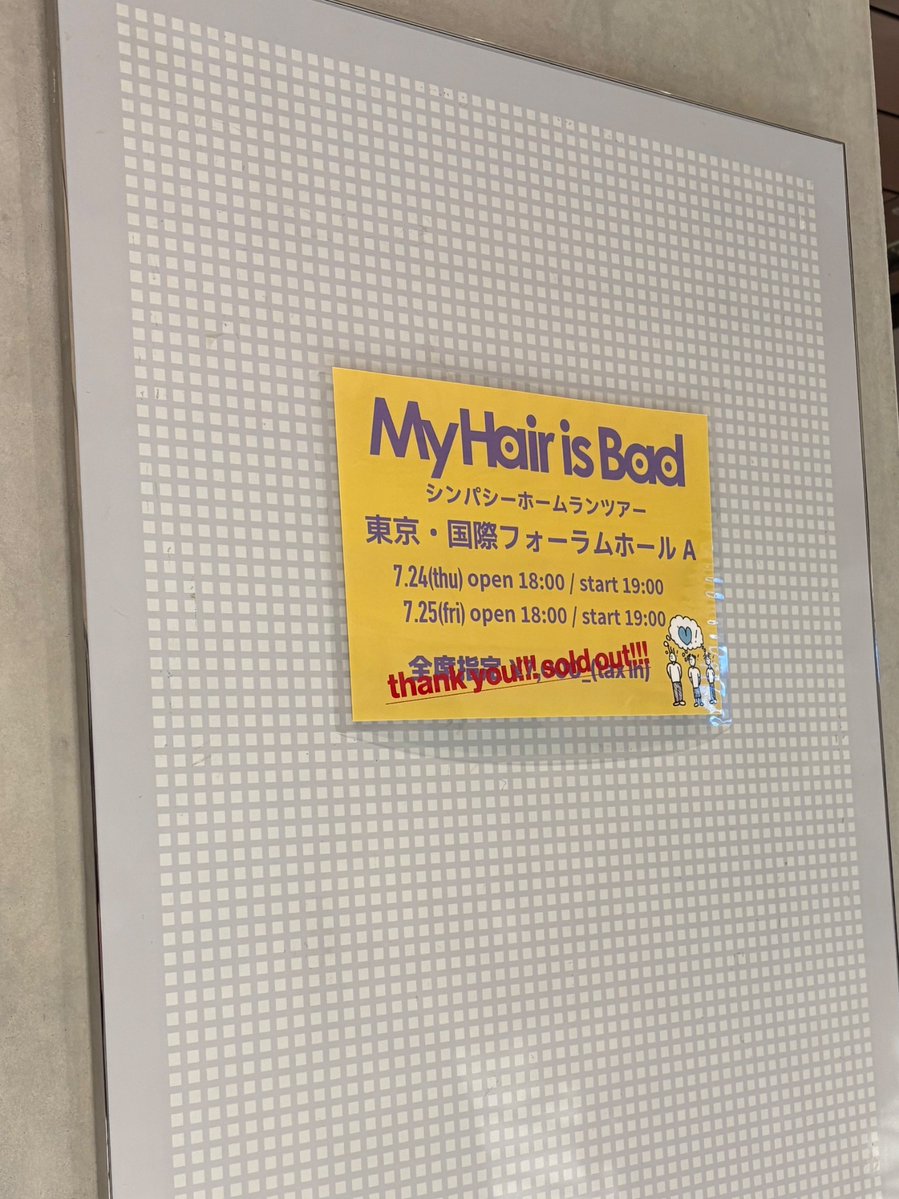 My Hair is Bad
シンパシーホームランツアー
東京・国際フォーラムホールA
7.24(thu) open 18:00 / start 19:00
7.25(fri) open 18:00 / start 19:00
全席指定 (tax in)
thank you!!! sold out!!!